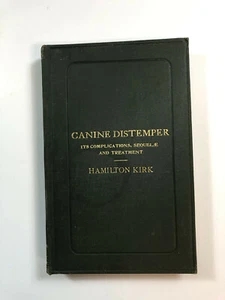 CANINE DISTEMPER
ITS COMPLICATIONS, SEQUELÆ
AND TREATMENT
HAMILTON KIRK